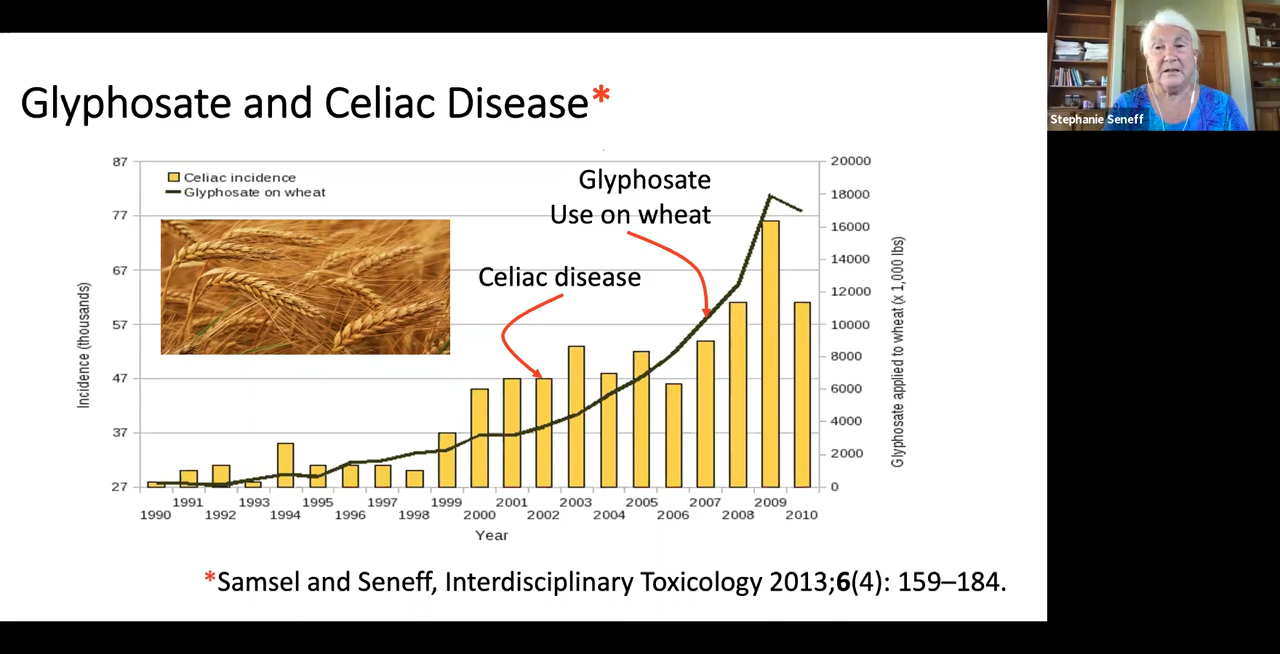 Glyphosate and Celiac Disease*
Stephanie Seneff
87
77
67
57
47
37
27
Incidence (thousands)
Celiac incidence
Glyphosate on wheat
Glyphosate
Use on wheat
Celiac disease
20000
18000
16000
14000
12000
10000
8000
6000
4000
2000
0
Glyphosate applied to wheat (x 1,000 lbs)
1991 1993 1995 1997 1999 2001 2003 2005 2007 2009
1990 1992 1994 1996 1998 2000 2002 2004 2006 2008 2010
Year
*Samsel and Seneff, Interdisciplinary Toxicology 2013;6(4): 159–184.